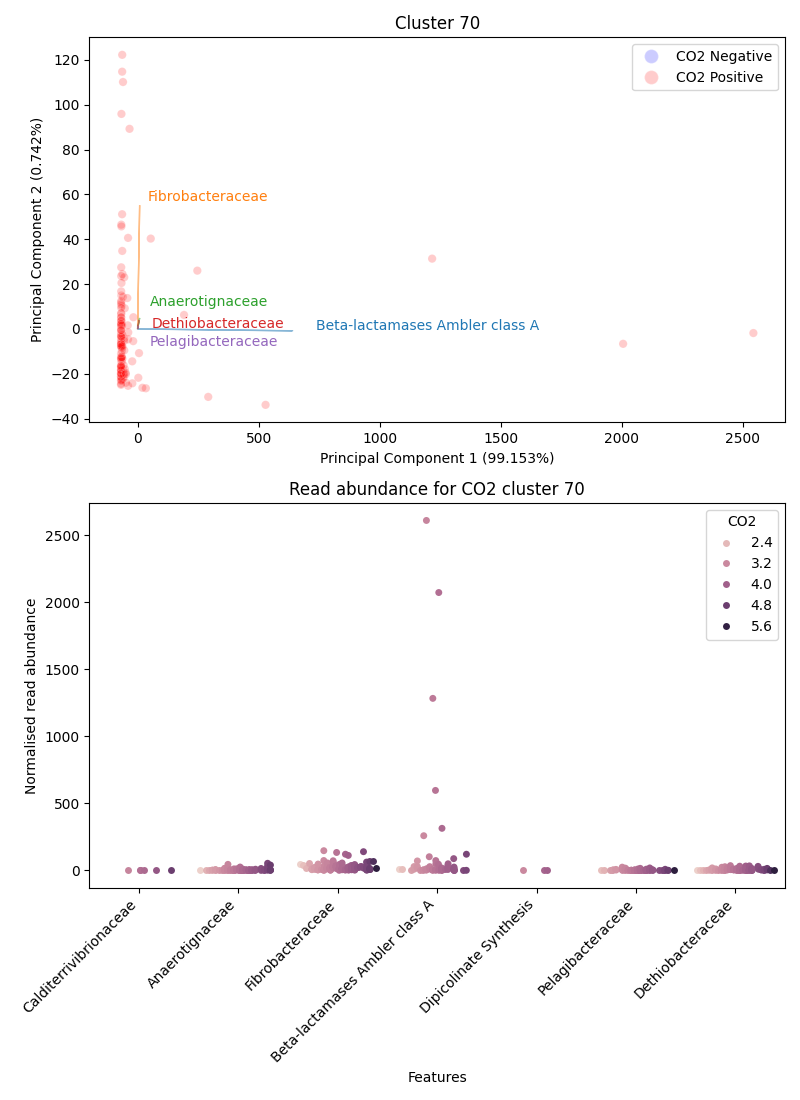 Cluster 70
CO2 Negative
CO2 Positive
120
100
80
60
40
20
0
−20
−40
Principal Component 2 (0.742%)
Fibrobacteraceae
Anaerotignaceae
Dethiobacteraceae
Beta-lactamases Ambler class A
Pelagibacteraceae
0
500
1000
1500
2000
2500
Principal Component 1 (99.153%)
Read abundance for CO2 cluster 70
CO2
2.4
3.2
4.0
4.8
5.6
2500
2000
1500
1000
500
0
Normalised read abundance
Calditerrivibrionaceae
Anaerotignaceae
Fibrobacteraceae
Beta-lactamases Ambler class A
Dipicolinate Synthesis
Pelagibacteraceae
Dethiobacteraceae
Features